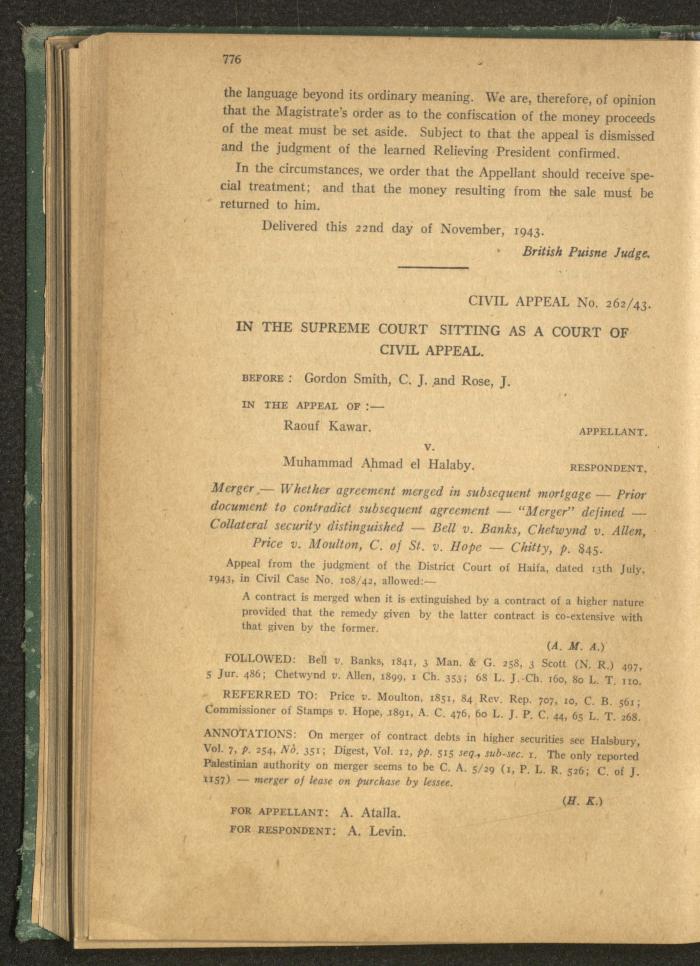 776
the language beyond its ordinary meaning. We are, therefore, of opinion
that the Magistrate's order as to the confiscation of the money proceeds
of the meat must be set aside. Subject to that the appeal is dismissed
and the judgment of the learned Relieving President confirmed.
In the circumstances, we order that the Appellant should receive spe-
cial treatment; and that the money resulting from the sale must be
returned to him.
Delivered this 22nd day of November, 1943.
British Puisne Judge.
CIVIL APPEAL No. 262/43.
IN THE SUPREME COURT SITTING AS A COURT OF
CIVIL APPEAL.
BEFORE: Gordon Smith, C. J. and Rose, J.
IN THE APPEAL OF:—
Raouf Kawar. APPELLANT.
v.
Muhammad Ahmad el Halaby. RESPONDENT.
Merger — Whether agreement merged in subsequent mortgage — Prior
document to contradict subsequent agreement — "Merger" defined —
Collateral security distinguished — Bell v. Banks, Chetwynd v. Allen,
Price v. Moulton, C. of St. v. Hope — Chitty, p. 845.
Appeal from the judgment of the District Court of Haifa, dated 13th July,
1943, in Civil Case No. 108/42, allowed:—
A contract is merged when it is extinguished by a contract of a higher nature
provided that the remedy given by the latter contract is co-extensive with
that given by the former.
(A. M. A.)
FOLLOWED: Bell v. Banks, 1841, 3 Man. & G. 258, 3 Scott (N. R.) 497,
5 Jur. 486; Chetwynd v. Allen, 1899, 1 Ch. 353; 68 L. J. Ch. 160, 80 L. T. 110.
REFERRED TO: Price v. Moulton, 1851, 84 Rev. Rep. 707, 10, C. B. 561;
Commissioner of Stamps v. Hope, 1891, A. C. 476, 60 L. J. P. C. 44, 65 L. T. 268.
ANNOTATIONS: On merger of contract debts in higher securities see Halsbury,
Vol. 7, p. 254, No. 351; Digest, Vol. 12, pp. 515 seq., sub-sec. 1. The only reported
Palestinian authority on merger seems to be C. A. 5/29 (1, P. L. R. 526; C. of J.
1157) — merger of lease on purchase by lessee.
(H. K.)
FOR APPELLANT: A. Atalla.
FOR RESPONDENT: A. Levin.